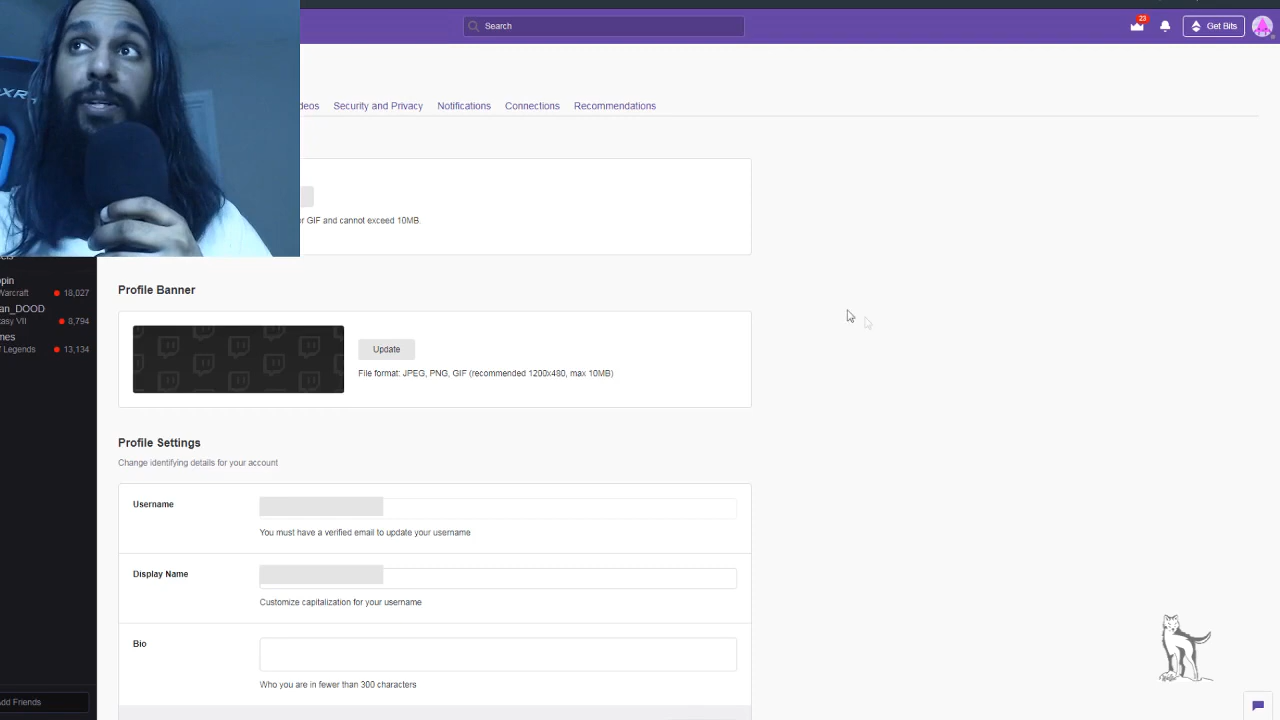 Search
23
Get Bits
Security and Privacy
Notifications
Connections
Recommendations
GIF and cannot exceed 10MB.
Profile Banner
Update
File format: JPEG, PNG, GIF (recommended 1200x480, max 10MB)
18,027
8,794
13,134
Profile Settings
Change identifying details for your account
Username
You must have a verified email to update your username
Display Name
Customize capitalization for your username
Bio
Who you are in fewer than 300 characters
Add Friends